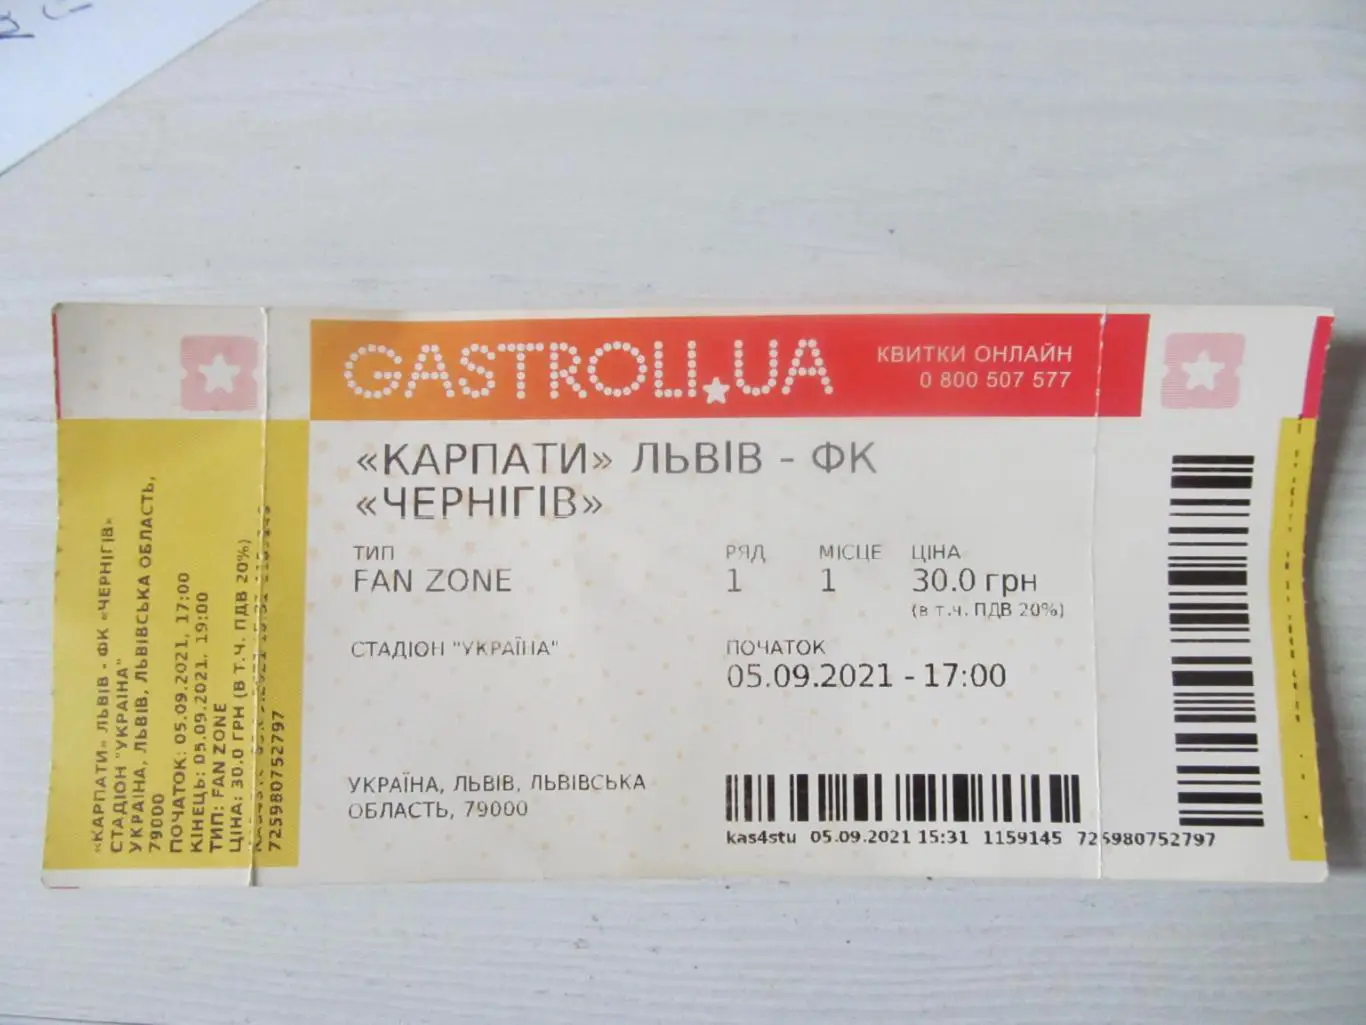 GASTROLI.UA
КВИТКИ ОНЛАЙН
0 800 507 577
«КАРПАТИ» ЛЬВІВ - ФК
«ЧЕРНІГІВ»
ТИП
FAN ZONE
РЯД
1
МІСЦЕ
1
ЦІНА
30.0 грн
(в т.ч. ПДВ 20%)
СТАДІОН "УКРАЇНА"
ПОЧАТОК
05.09.2021 - 17:00
УКРАЇНА, ЛЬВІВ, ЛЬВІВСЬКА
ОБЛАСТЬ, 79000
kas4stu 05.09.2021 15:31 1159145 725980752797
«КАРПАТИ» ЛЬВІВ - ФК «ЧЕРНІГІВ»
СТАДІОН "УКРАЇНА"
УКРАЇНА, ЛЬВІВ, ЛЬВІВСЬКА ОБЛАСТЬ,
79000
ПОЧАТОК: 05.09.2021, 17:00
КІНЕЦЬ: 05.09.2021, 19:00
ТИП: FAN ZONE
ЦІНА: 30.0 ГРН (В Т.Ч. ПДВ 20%)
725980752797